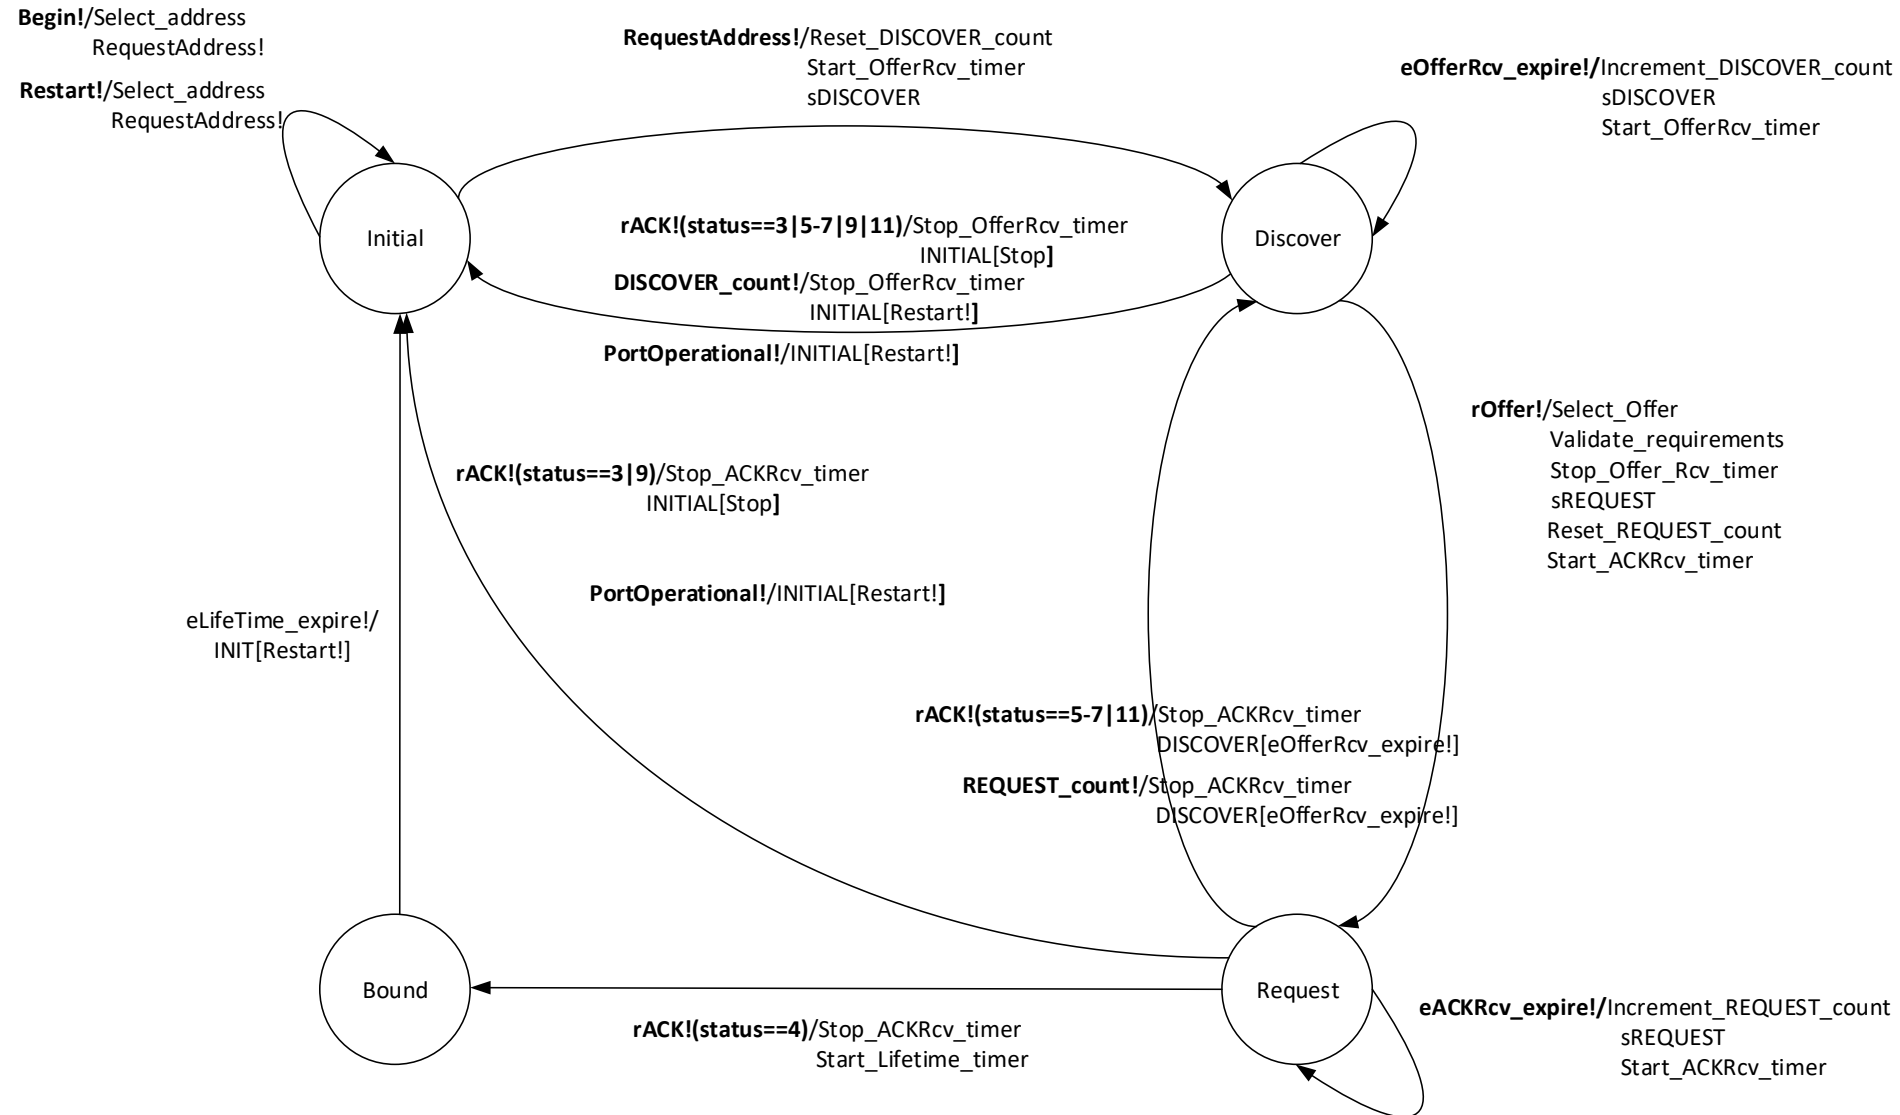 Begin!/Select_address
RequestAddress!
Restart!/Select_address
RequestAddress!
RequestAddress!/Reset_DISCOVER_count
Start_OfferRcv_timer
sDISCOVER
eOfferRcv_expire!/Increment_DISCOVER_count
sDISCOVER
Start_OfferRcv_timer
Initial
rACK!(status==3|5-7|9|11)/Stop_OfferRcv_timer
INITIAL[Stop]
DISCOVER_count!/Stop_OfferRcv_timer
INITIAL[Restart!]
PortOperational!/INITIAL[Restart!]
Discover
rOffer!/Select_Offer
Validate_requirements
Stop_Offer_Rcv_timer
sREQUEST
Reset_REQUEST_count
Start_ACKRcv_timer
rACK!(status==3|9)/Stop_ACKRcv_timer
INITIAL[Stop]
PortOperational!/INITIAL[Restart!]
eLifeTime_expire!/
INIT[Restart!]
rACK!(status==5-7|11)/Stop_ACKRcv_timer
DISCOVER[eOfferRcv_expire!]
REQUEST_count!/Stop_ACKRcv_timer
DISCOVER[eOfferRcv_expire!]
Bound
Request
rACK!(status==4)/Stop_ACKRcv_timer
Start_Lifetime_timer
eACKRcv_expire!/Increment_REQUEST_count
sREQUEST
Start_ACKRcv_timer